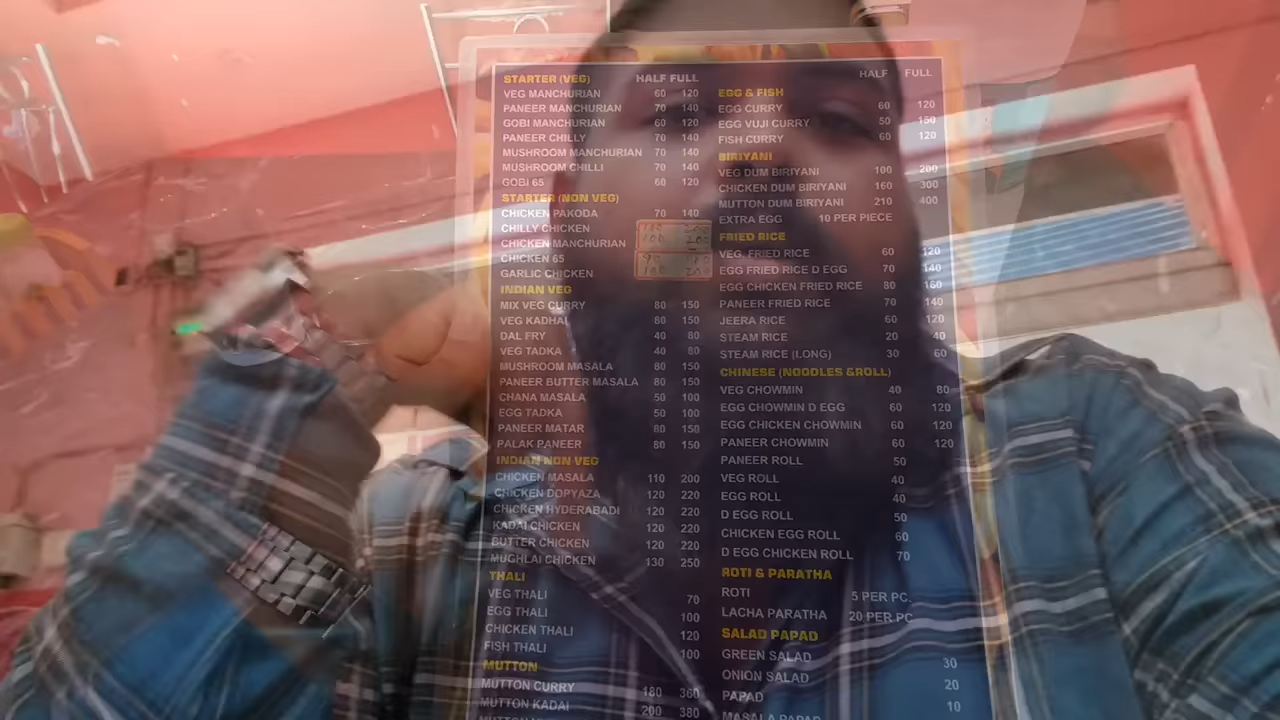 STARTER (VEG) HALF FULL
VEG MANCHURIAN 60 120
PANEER MANCHURIAN 70 140
GOBI MANCHURIAN 60 120
PANEER CHILLY 70 140
MUSHROOM MANCHURIAN 70 140
MUSHROOM CHILLI 70 140
GOBI 65 60 120
STARTER (NON VEG)
CHICKEN PAKODA 70 140
CHILLY CHICKEN
CHICKEN MANCHURIAN
CHICKEN 65
GARLIC CHICKEN
INDIAN VEG
MIX VEG CURRY 80 150
VEG KADHAI 80 150
DAL FRY 40 80
VEG TADKA 40 80
MUSHROOM MASALA 80 150
PANEER BUTTER MASALA 80 150
CHANA MASALA 50 100
EGG TADKA 50 100
PANEER MATAR 80 150
PALAK PANEER 80 150
INDIAN NON VEG
CHICKEN MASALA 110 200
CHICKEN DOPYAZA 120 220
CHICKEN HYDERABADI 120 220
KADAI CHICKEN 120 220
BUTTER CHICKEN 120 220
MUGHLAI CHICKEN 130 250
THALI
VEG THALI 70
EGG THALI 100
CHICKEN THALI 120
FISH THALI 100
MUTTON
MUTTON CURRY 180 360
MUTTON KADAI 200 380
HALF FULL
EGG & FISH
EGG CURRY 60 120
EGG VUJI CURRY 50 150
FISH CURRY 60 120
BIRIYANI
VEG DUM BIRIYANI 100 200
CHICKEN DUM BIRIYANI 160 300
MUTTON DUM BIRIYANI 210 400
EXTRA EGG 10 PER PIECE
FRIED RICE
VEG. FRIED RICE 60 120
EGG FRIED RICE D EGG 70 140
EGG CHICKEN FRIED RICE 80 160
PANEER FRIED RICE 70 140
JEERA RICE 60 120
STEAM RICE 20 40
STEAM RICE (LONG) 30 60
CHINESE (NOODLES &ROLL)
VEG CHOWMIN 40 80
EGG CHOWMIN D EGG 60 120
EGG CHICKEN CHOWMIN 60 120
PANEER CHOWMIN 60 120
PANEER ROLL 50
VEG ROLL 40
EGG ROLL 40
D EGG ROLL 50
CHICKEN EGG ROLL 60
D EGG CHICKEN ROLL 70
ROTI & PARATHA
ROTI 5 PER PC.
LACHA PARATHA 20 PER PC
SALAD PAPAD
GREEN SALAD 30
ONION SALAD 20
PAPAD 10
MASALA PAPAD